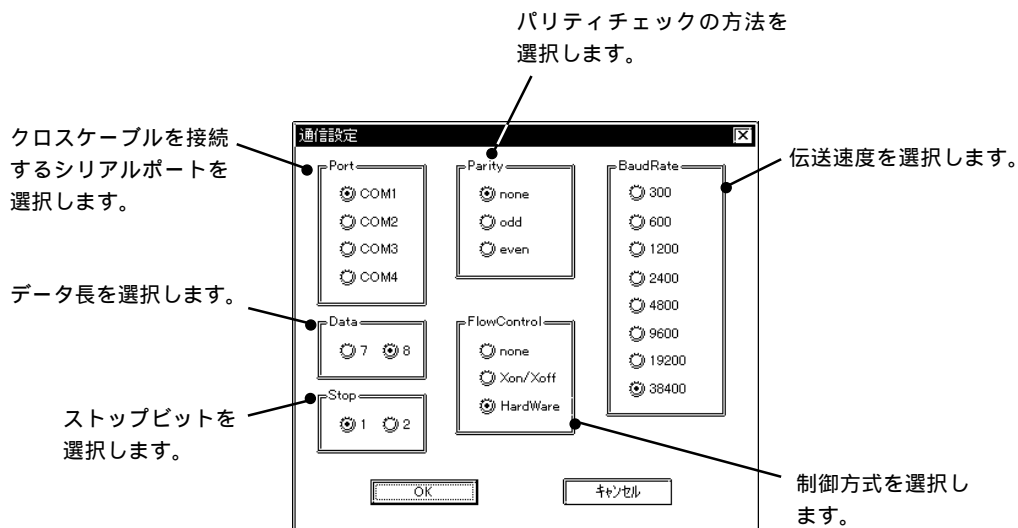 パリティチェックの方法を
選択します。
クロスケーブルを接続
するシリアルポートを
選択します。
データ長を選択します。
ストップビットを
選択します。
通信設定
Port
COM1
COM2
COM3
COM4
Data
7 8
Stop
1 2
Parity
none
odd
even
FlowControl
none
Xon/Xoff
HardWare
BaudRate
300
600
1200
2400
4800
9600
19200
38400
OK
ｷｬﾝｾﾙ
伝送速度を選択します。
制御方式を選択し
ます。